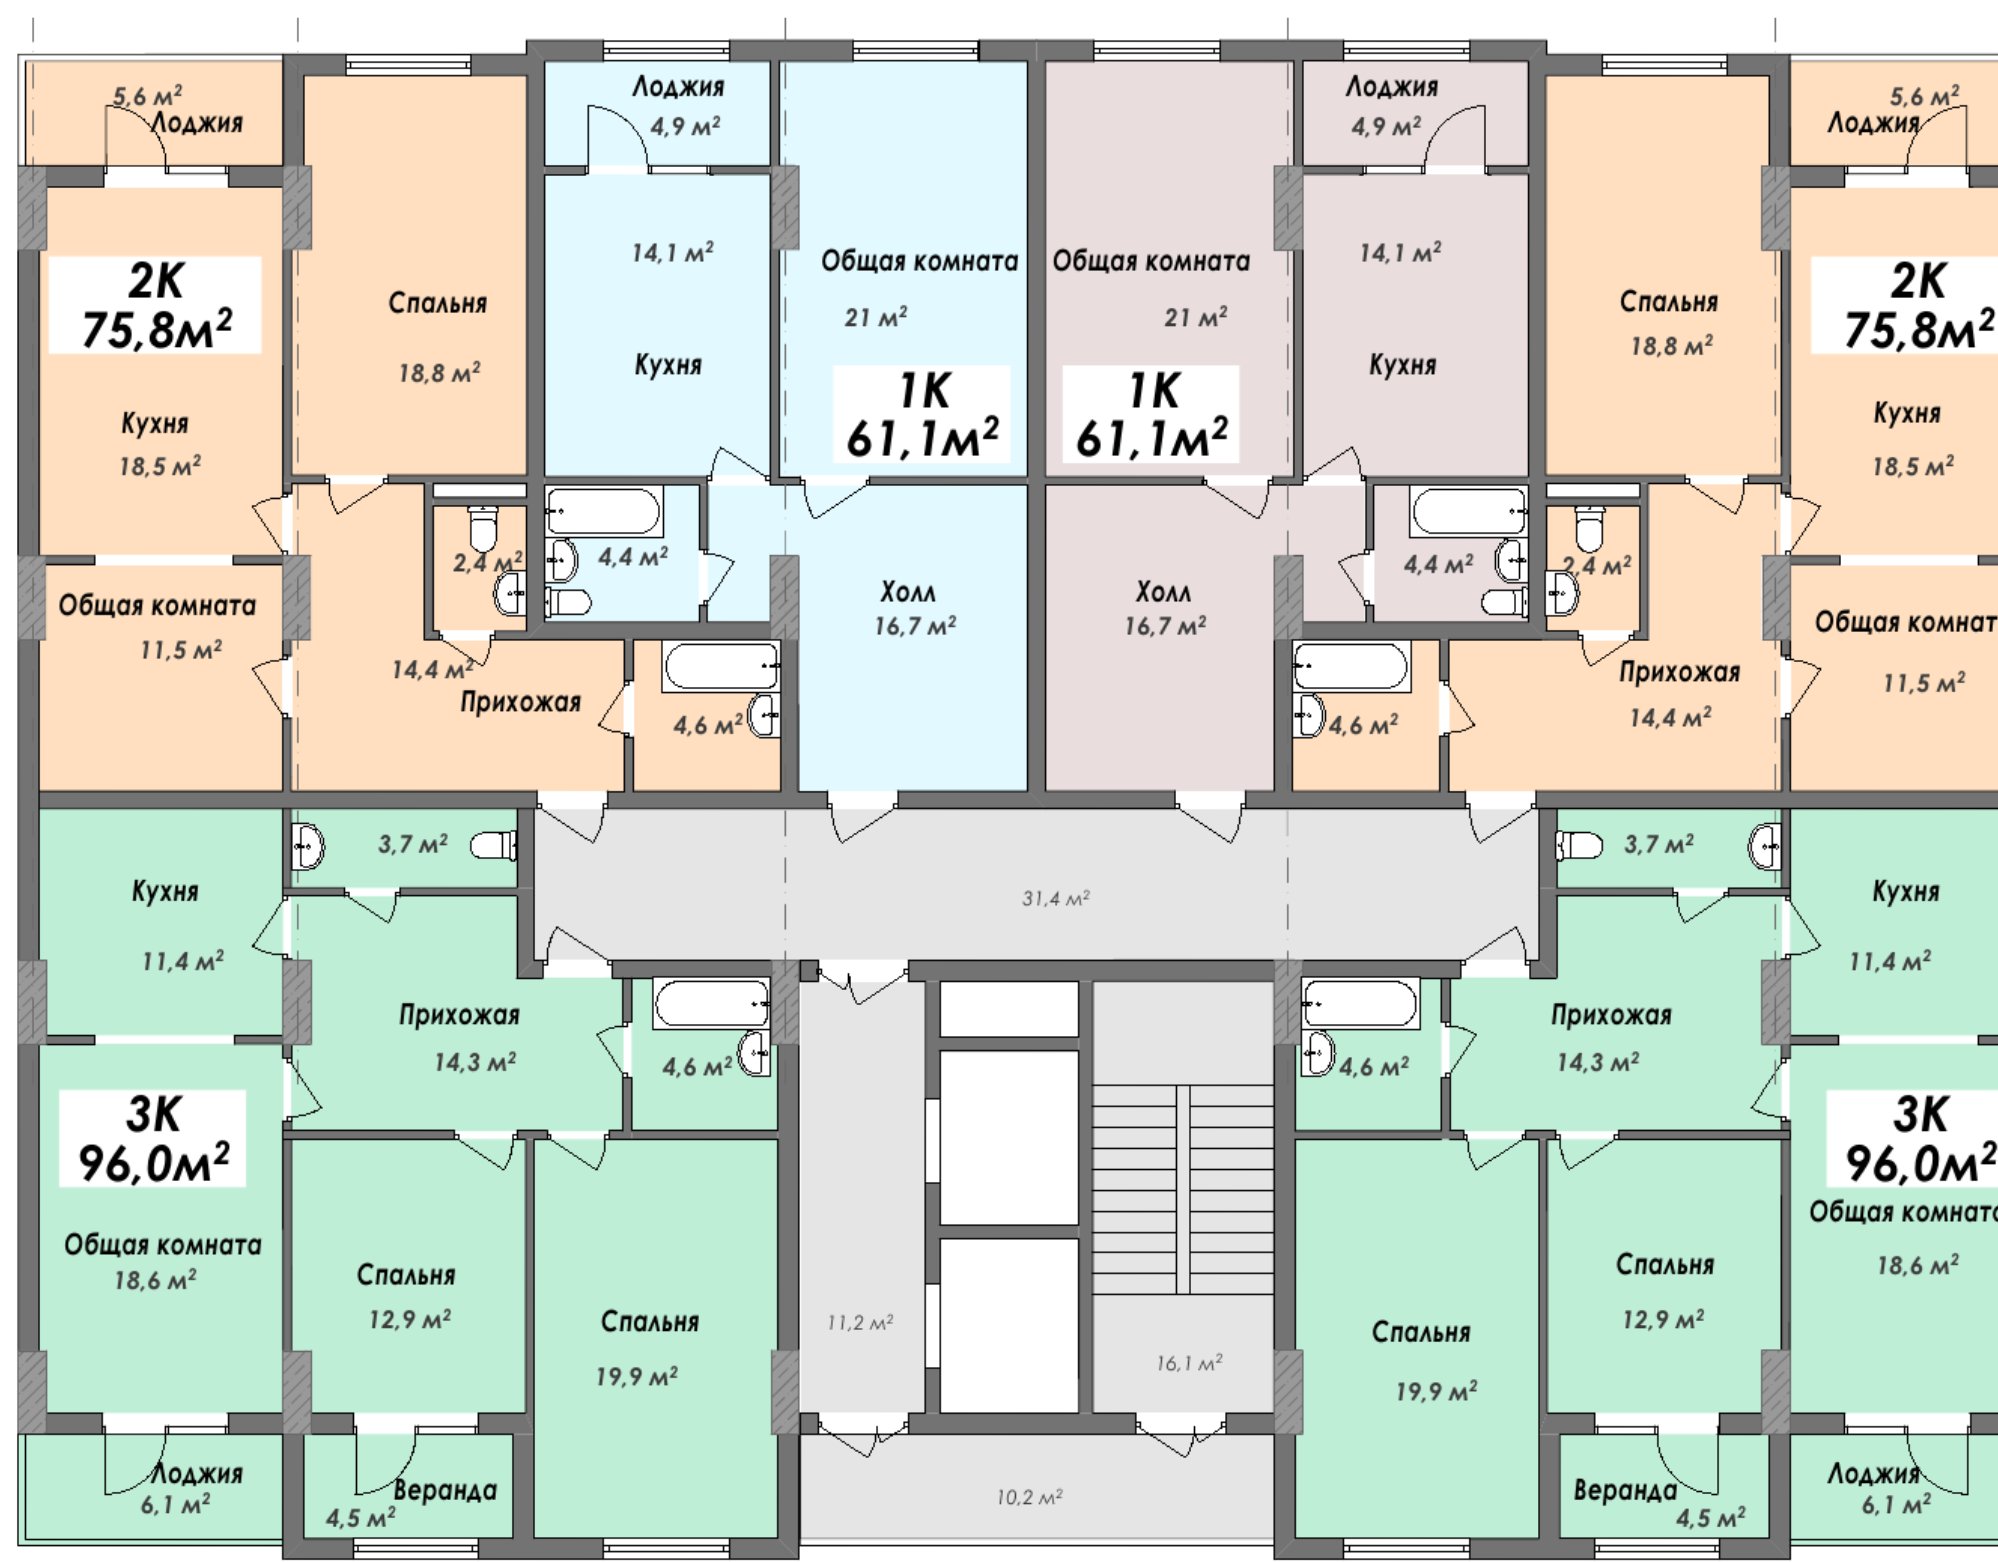 5,6 м²
Лоджия
Спальня
18,8 м²
2К
75,8м²
Кухня
18,5 м²
Общая комната
11,5 м²
2,4 м²
14,4 м²
Прихожая
4,6 м²
Лоджия
4,9 м²
14,1 м²
Кухня
4,4 м²
Общая комната
21 м²
1К
61,1м²
Холл
16,7 м²
Общая комната
21 м²
1К
61,1м²
Холл
16,7 м²
Лоджия
4,9 м²
14,1 м²
Кухня
4,4 м²
5,6 м²
Лоджия
Спальня
18,8 м²
2К
75,8м²
Кухня
18,5 м²
2,4 м²
Общая комнат
11,5 м²
Прихожая
14,4 м²
4,6 м²
3,7 м²
Кухня
11,4 м²
Прихожая
14,3 м²
4,6 м²
3К
96,0м²
Общая комната
18,6 м²
Спальня
12,9 м²
Спальня
19,9 м²
Лоджия
6,1 м²
Веранда
4,5 м²
31,4 м²
11,2 м²
16,1 м²
10,2 м²
3,7 м²
Кухня
11,4 м²
Прихожая
14,3 м²
4,6 м²
3К
96,0м²
Общая комната
18,6 м²
Спальня
12,9 м²
Спальня
19,9 м²
Веранда
4,5 м²
Лоджия
6,1 м²